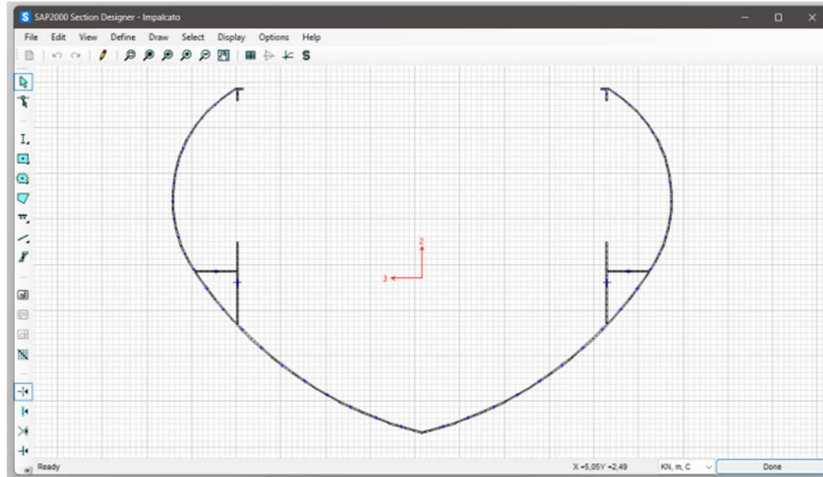 SAP2000 Section Designer - Impalcato
File Edit View Define Draw Select Display Options Help
2
3
Ready X =5,05Y =2,49 KN, m, C Done